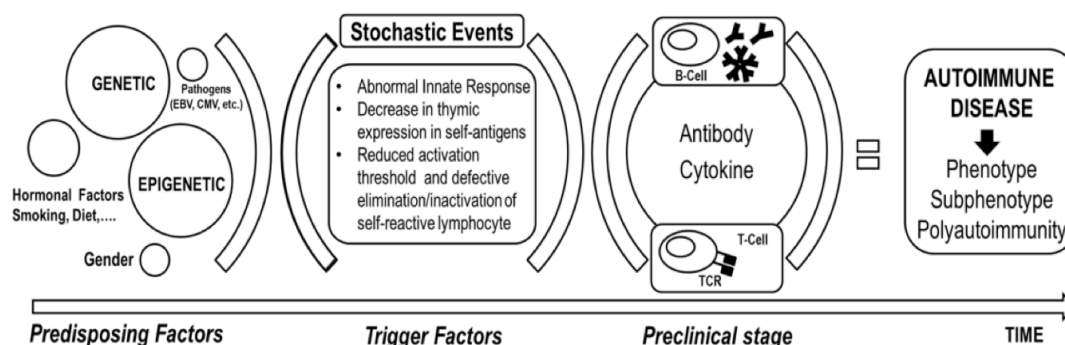 GENETIC
Pathogens
(EBV, CMV, etc.)
Hormonal Factors
Smoking, Diet,....
EPIGENETIC
Gender
Stochastic Events
• Abnormal Innate Response
• Decrease in thymic
expression in self-antigens
• Reduced activation
threshold and defective
elimination/inactivation of
self-reactive lymphocyte
B-Cell
Antibody
Cytokine
T-Cell
TCR
AUTOIMMUNE
DISEASE
Phenotype
Subphenotype
Polyautoimmunity
Predisposing Factors
Trigger Factors
Preclinical stage
TIME